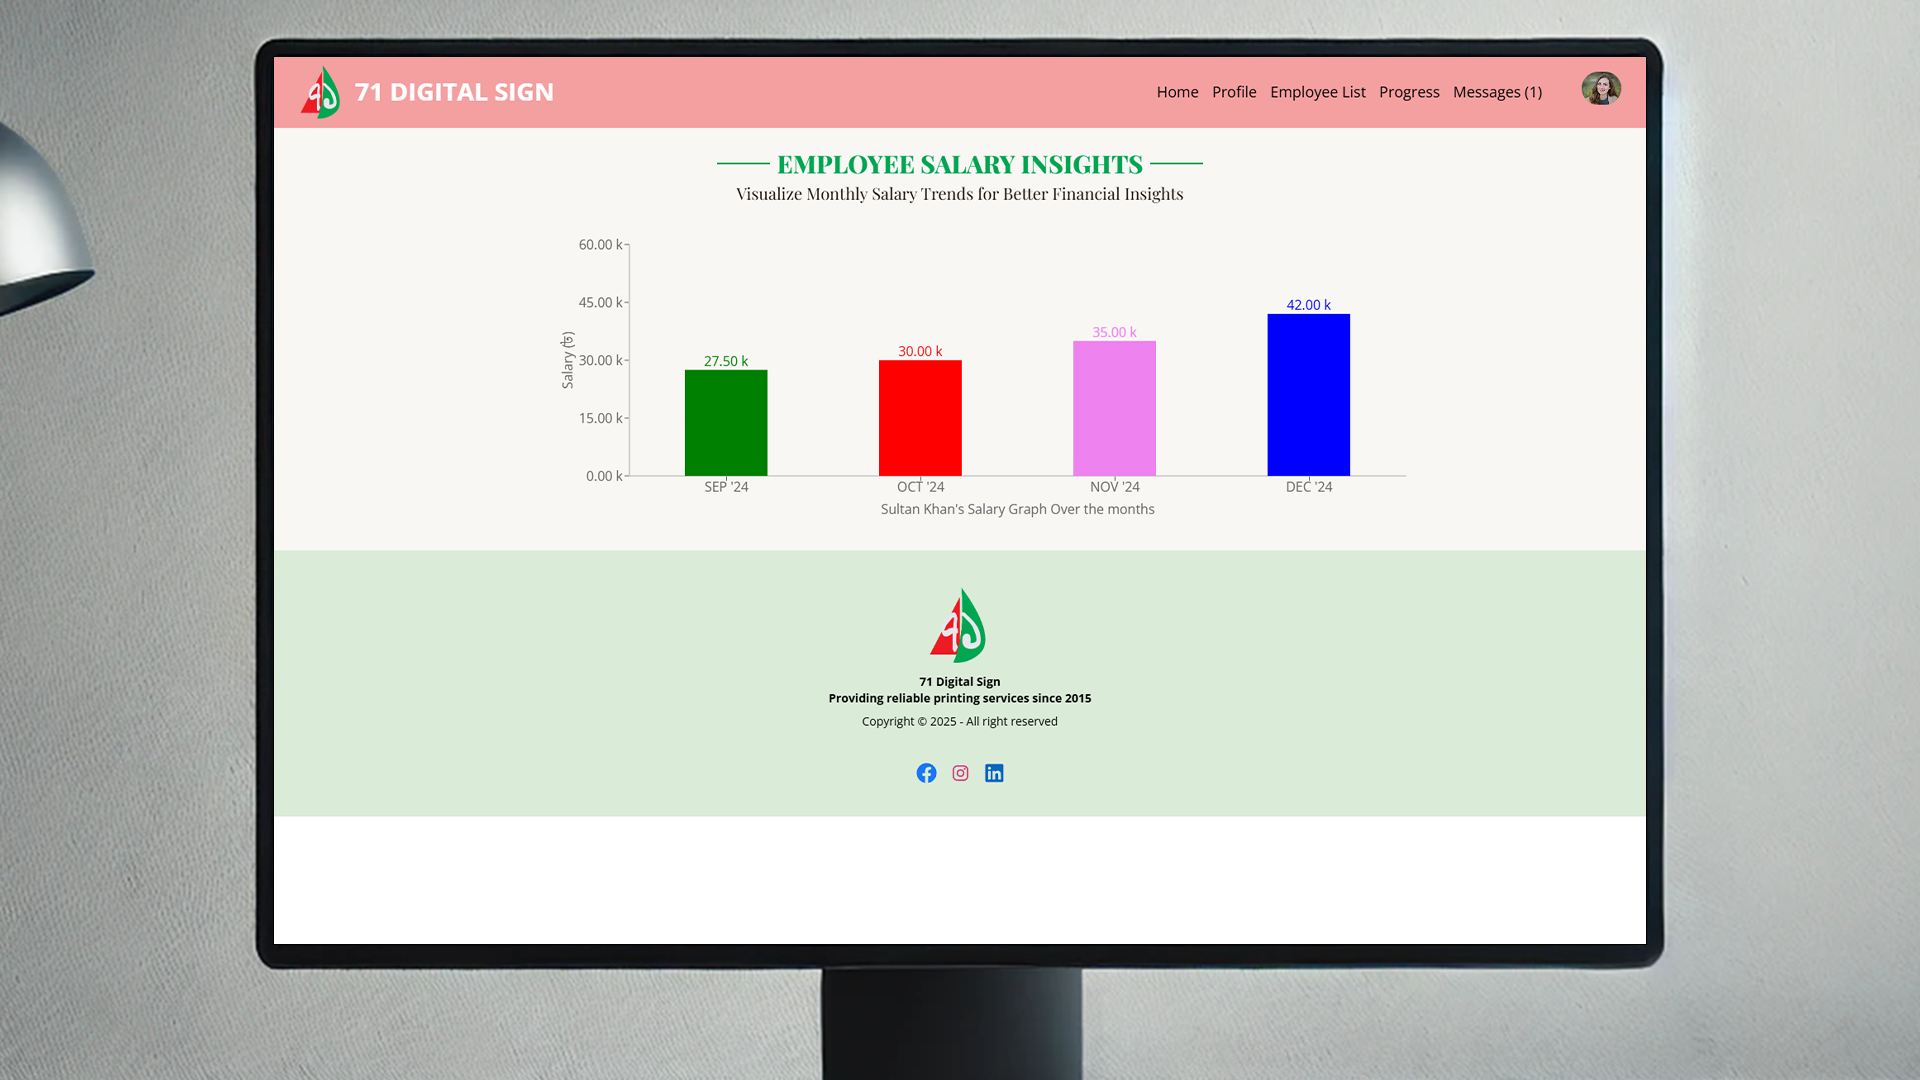 71 DIGITAL SIGN
Home Profile Employee List Progress Messages (1)
EMPLOYEE SALARY INSIGHTS
Visualize Monthly Salary Trends for Better Financial Insights
60.00 k
45.00 k
30.00 k
15.00 k
0.00 k
Salary (৳)
27.50 k
30.00 k
35.00 k
42.00 k
SEP '24 OCT '24 NOV '24 DEC '24
Sultan Khan's Salary Graph Over the months
71 Digital Sign
Providing reliable printing services since 2015
Copyright © 2025 - All right reserved